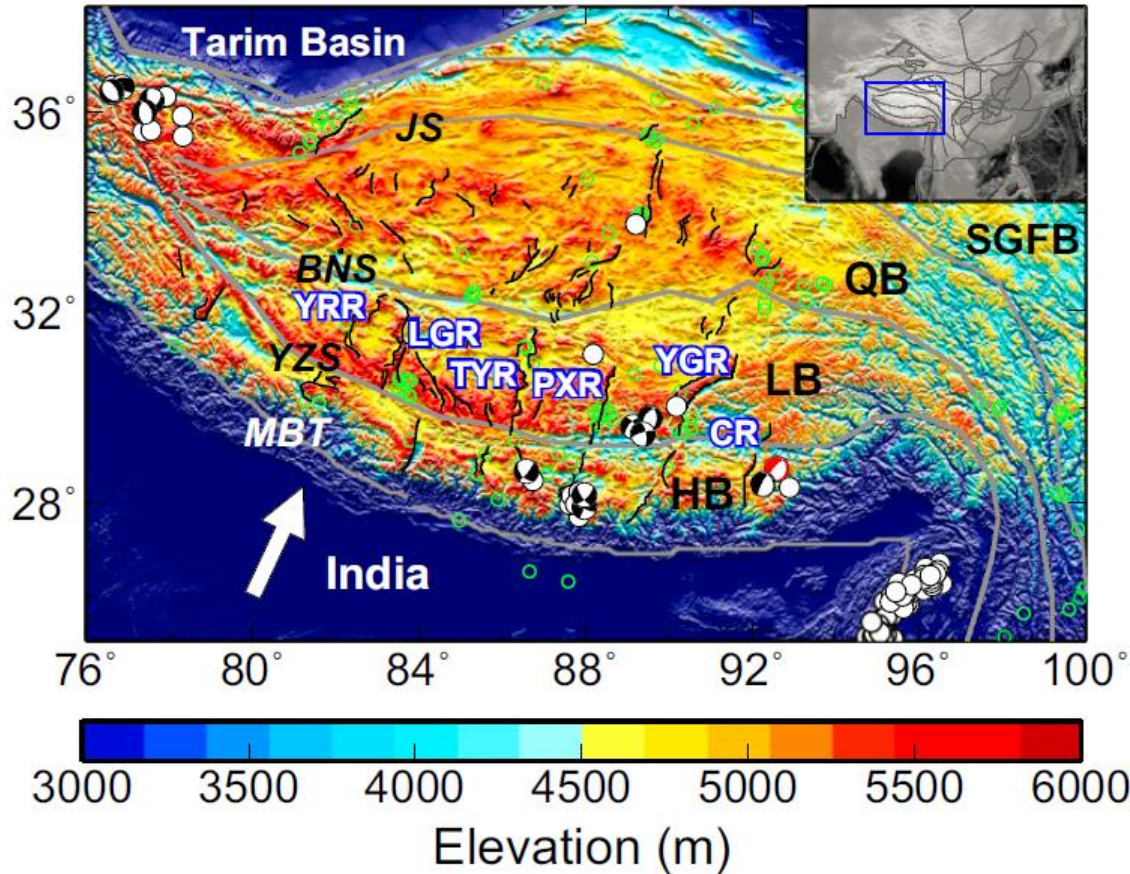 Tarim Basin
36°
JS
SGFB
BNS
QB
32°
YRR
LGR
YZS
TYR
PXR
YGR
LB
MBT
CR
28°
HB
India
76° 80° 84° 88° 92° 96° 100°
3000 3500 4000 4500 5000 5500 6000
Elevation (m)